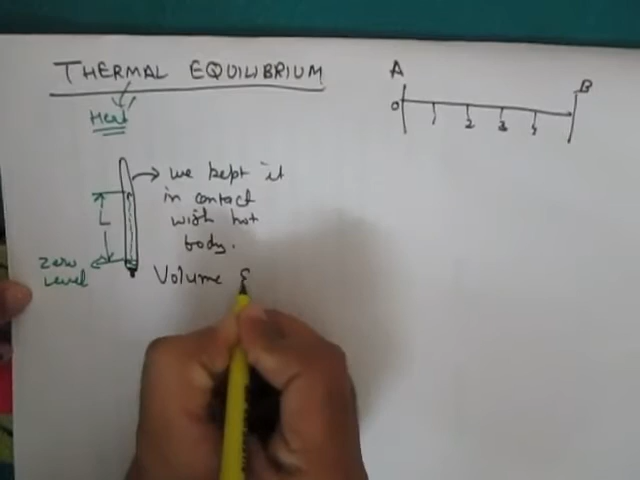 THERMAL EQUILIBRIUM
Heat
A
B
0 1 2 3 4
we kept it
in contact
with hot
body.
L
Zero
Level
Volume